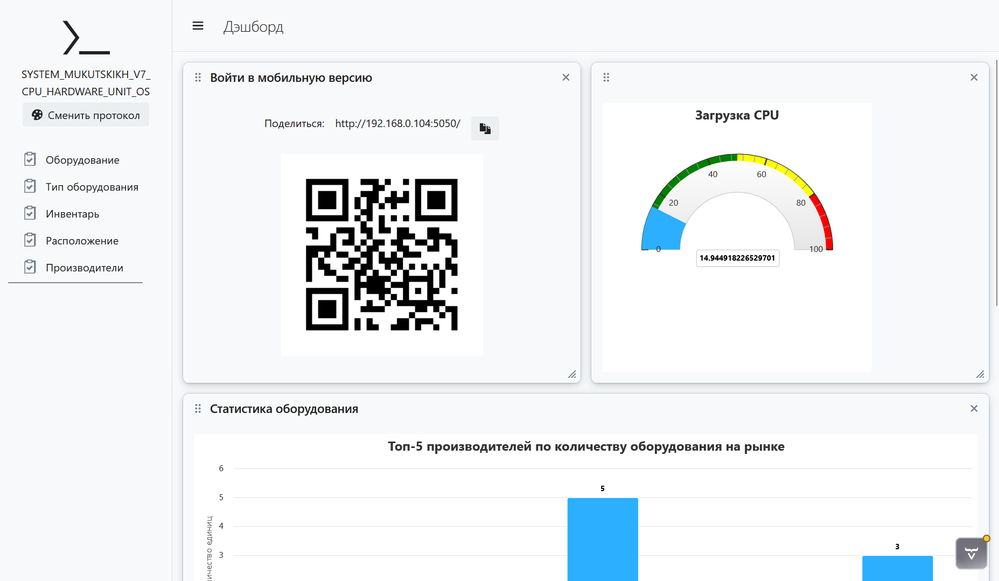 Дэшборд
SYSTEM_MUKUTSKIKH_V7_
CPU_HARDWARE_UNIT_OS
Сменить протокол
Оборудование
Тип оборудования
Инвентарь
Расположение
Производители
Войти в мобильную версию
Поделиться: http://192.168.0.104:5050/
Загрузка CPU
0
20
40
60
80
100
14.944918226529701
Статистика оборудования
Топ-5 производителей по количеству оборудования на рынке
6
5
4
3
5
3
единиц